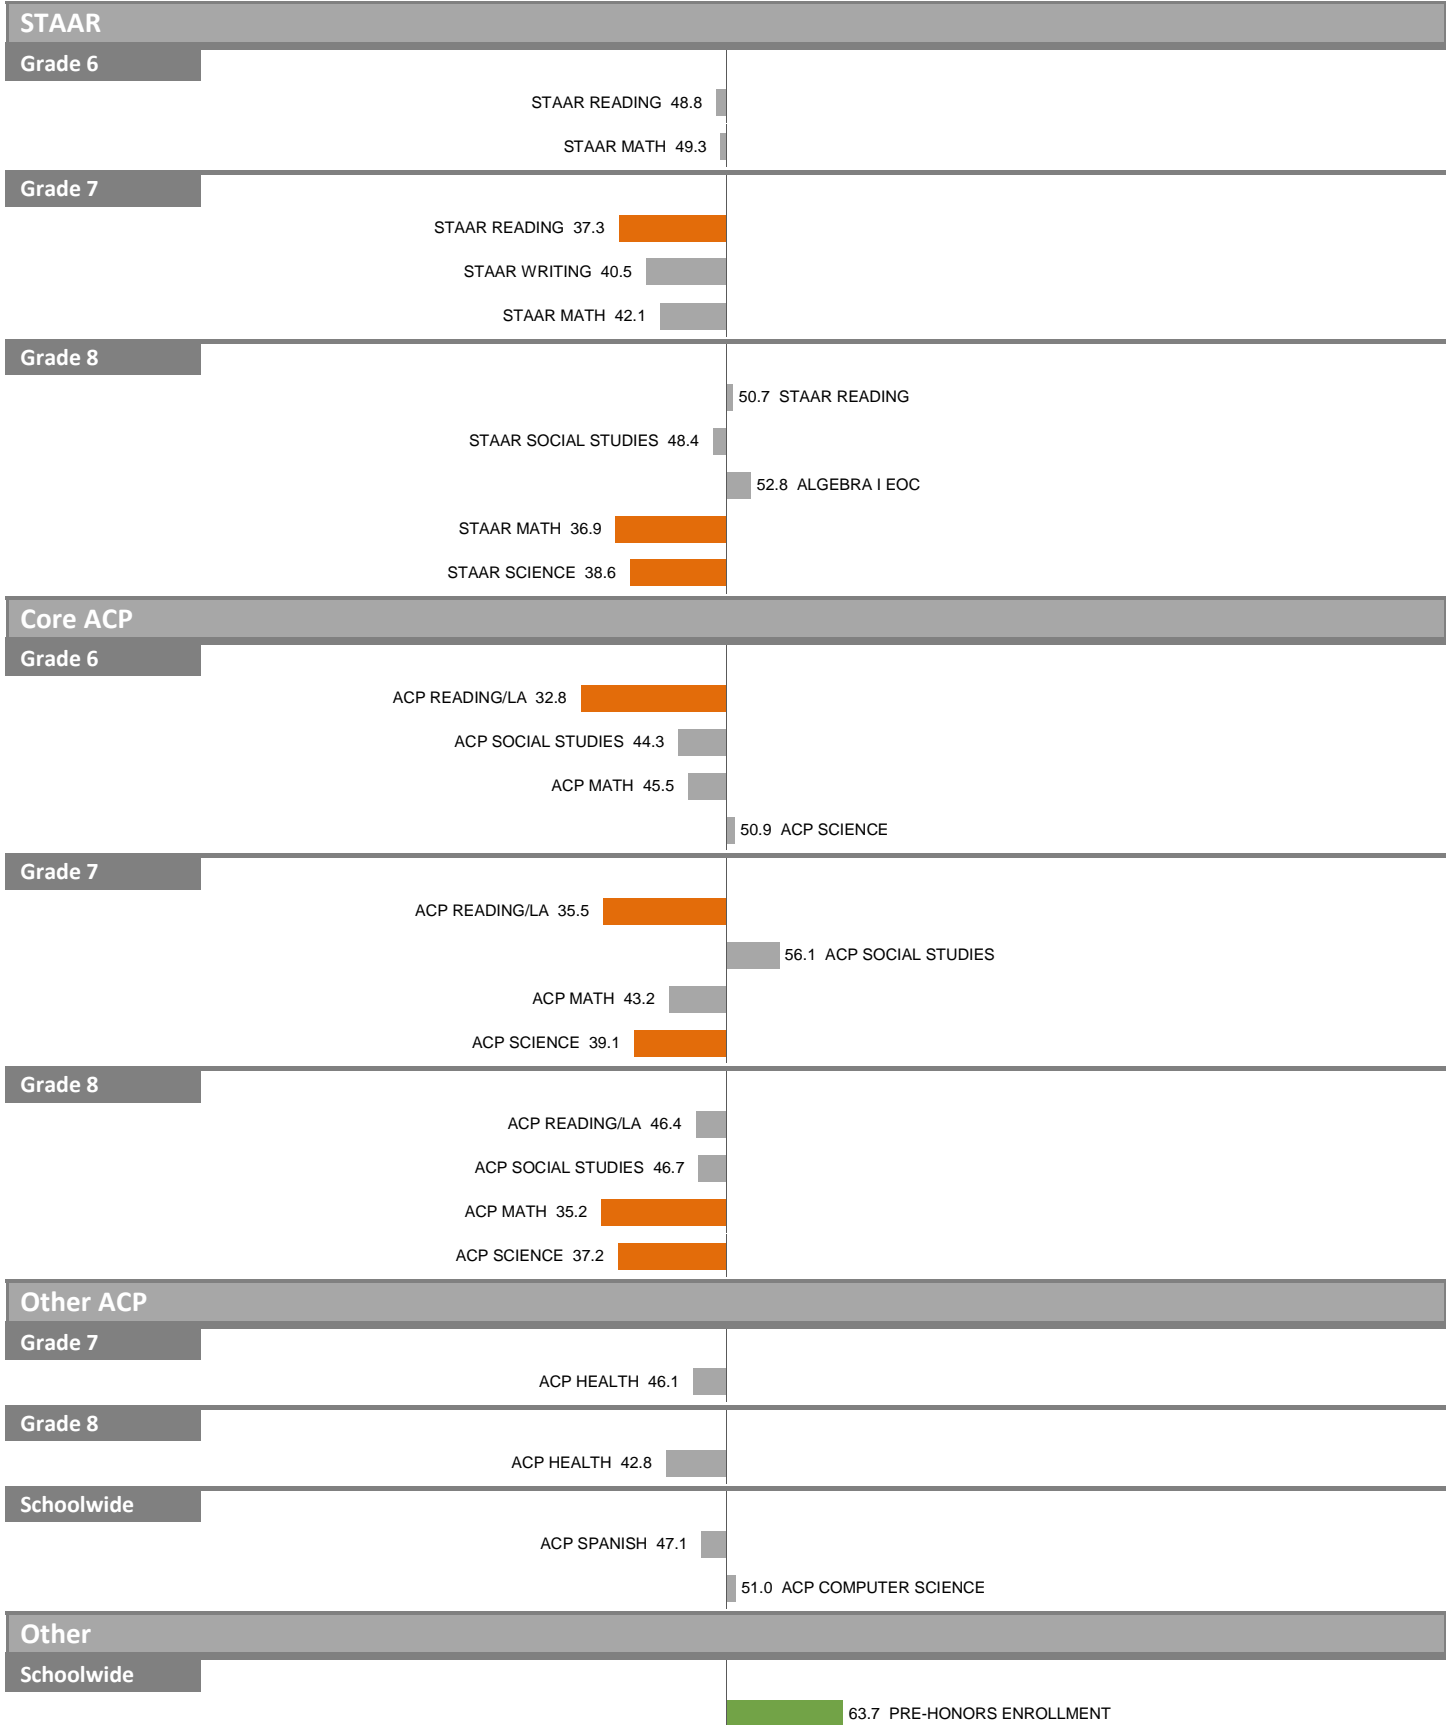 STAAR
Grade 6
STAAR READING 48.8
STAAR MATH 49.3
Grade 7
STAAR READING 37.3
STAAR WRITING 40.5
STAAR MATH 42.1
Grade 8
50.7 STAAR READING
STAAR SOCIAL STUDIES 48.4
52.8 ALGEBRA I EOC
STAAR MATH 36.9
STAAR SCIENCE 38.6
Core ACP
Grade 6
ACP READING/LA 32.8
ACP SOCIAL STUDIES 44.3
ACP MATH 45.5
50.9 ACP SCIENCE
Grade 7
ACP READING/LA 35.5
56.1 ACP SOCIAL STUDIES
ACP MATH 43.2
ACP SCIENCE 39.1
Grade 8
ACP READING/LA 46.4
ACP SOCIAL STUDIES 46.7
ACP MATH 35.2
ACP SCIENCE 37.2
Other ACP
Grade 7
ACP HEALTH 46.1
Grade 8
ACP HEALTH 42.8
Schoolwide
ACP SPANISH 47.1
51.0 ACP COMPUTER SCIENCE
Other
Schoolwide
63.7 PRE-HONORS ENROLLMENT